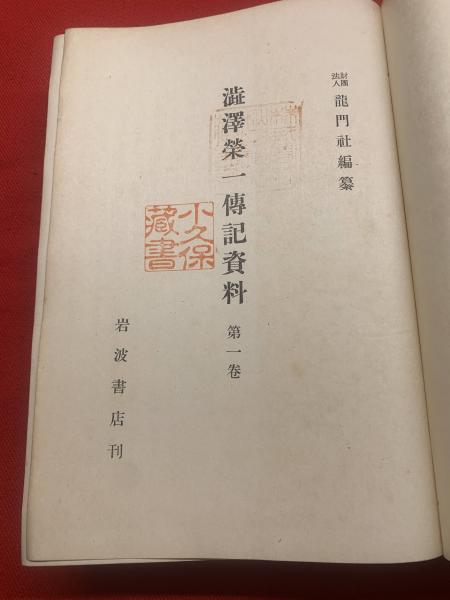 財團法人 龍門社編纂
澁澤榮一傳記資料 第一卷
小久保
藏書
岩波書店刊